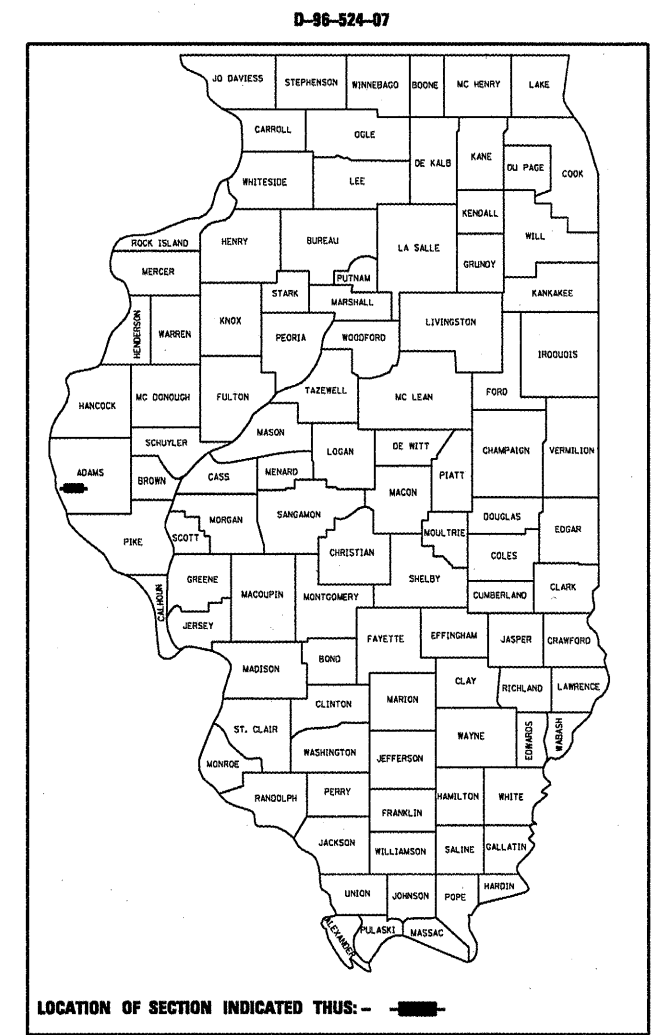 D-96-524-07
JO DAVIESS STEPHENSON WINNEBAGO BOONE MC HENRY LAKE
CARROLL OGLE DE KALB KANE DU PAGE COOK
WHITESIDE LEE
KENDALL
ROCK ISLAND HENRY BUREAU LA SALLE GRUNDY WILL
MERCER PUTNAM
STARK MARSHALL KANKAKEE
HENDERSON WARREN KNOX PEORIA WOODFORD LIVINGSTON IROQUOIS
HANCOCK MC DONOUGH FULTON TAZEWELL MC LEAN FORD
SCHUYLER MASON LOGAN DE WITT CHAMPAIGN VERMILION
ADAMS BROWN CASS MENARD PIATT
MACON
MORGAN SANGAMON MOULTRIE DOUGLAS EDGAR
PIKE SCOTT CHRISTIAN COLES
SHELBY
GREENE MACOUPIN MONTGOMERY CUMBERLAND CLARK
CALHOUN
JERSEY FAYETTE EFFINGHAM JASPER CRAWFORD
MADISON BOND
CLAY RICHLAND LAWRENCE
CLINTON MARION
ST. CLAIR WAYNE EDWARDS WABASH
WASHINGTON JEFFERSON
MONROE
RANDOLPH PERRY HAMILTON WHITE
FRANKLIN
JACKSON WILLIAMSON SALINE GALLATIN
UNION JOHNSON POPE HARDIN
ALEXANDER PULASKI MASSAC
LOCATION OF SECTION INDICATED THUS: -